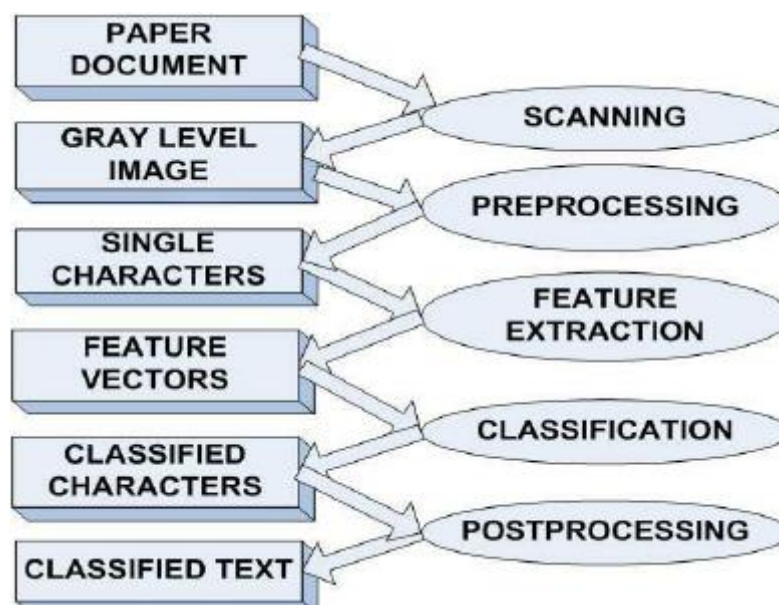 PAPER
DOCUMENT
SCANNING
GRAY LEVEL
IMAGE
PREPROCESSING
SINGLE
CHARACTERS
FEATURE
EXTRACTION
FEATURE
VECTORS
CLASSIFICATION
CLASSIFIED
CHARACTERS
POSTPROCESSING
CLASSIFIED TEXT